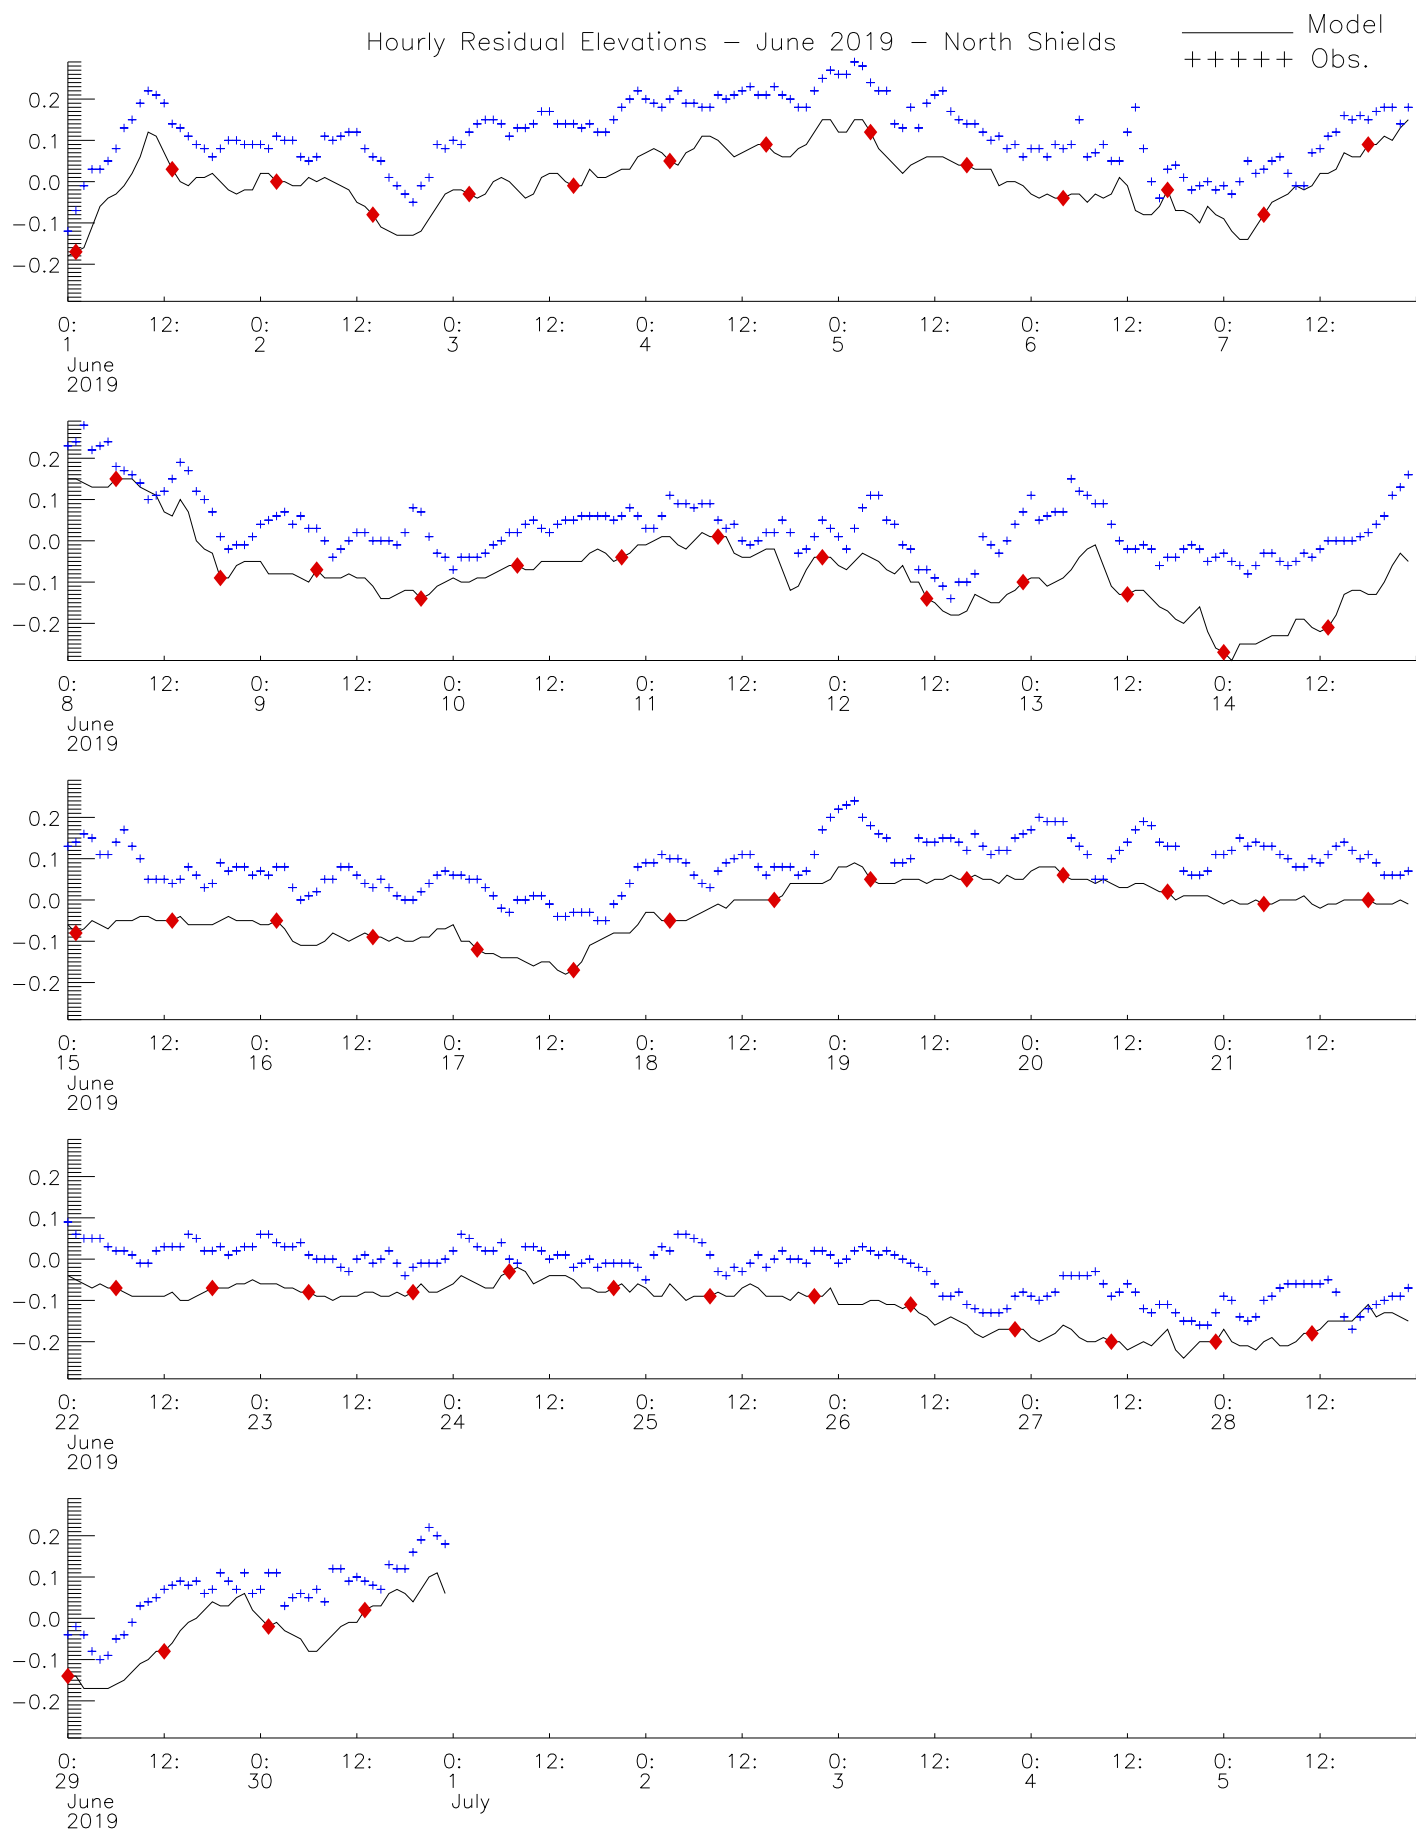 Hourly Residual Elevations - June 2019 - North Shields
Model
+++++ Obs.
0.2
0.1
0.0
-0.1
-0.2
0: 12: 0: 12: 0: 12: 0: 12: 0: 12: 0: 12: 0: 12:
1 2 3 4 5 6 7
June
2019
0.2
0.1
0.0
-0.1
-0.2
0: 12: 0: 12: 0: 12: 0: 12: 0: 12: 0: 12: 0: 12:
8 9 10 11 12 13 14
June
2019
0.2
0.1
0.0
-0.1
-0.2
0: 12: 0: 12: 0: 12: 0: 12: 0: 12: 0: 12: 0: 12:
15 16 17 18 19 20 21
June
2019
0.2
0.1
0.0
-0.1
-0.2
0: 12: 0: 12: 0: 12: 0: 12: 0: 12: 0: 12: 0: 12:
22 23 24 25 26 27 28
June
2019
0.2
0.1
0.0
-0.1
-0.2
0: 12: 0: 12: 0: 12: 0: 12: 0: 12: 0: 12: 0: 12:
29 30 1 2 3 4 5
June July
2019